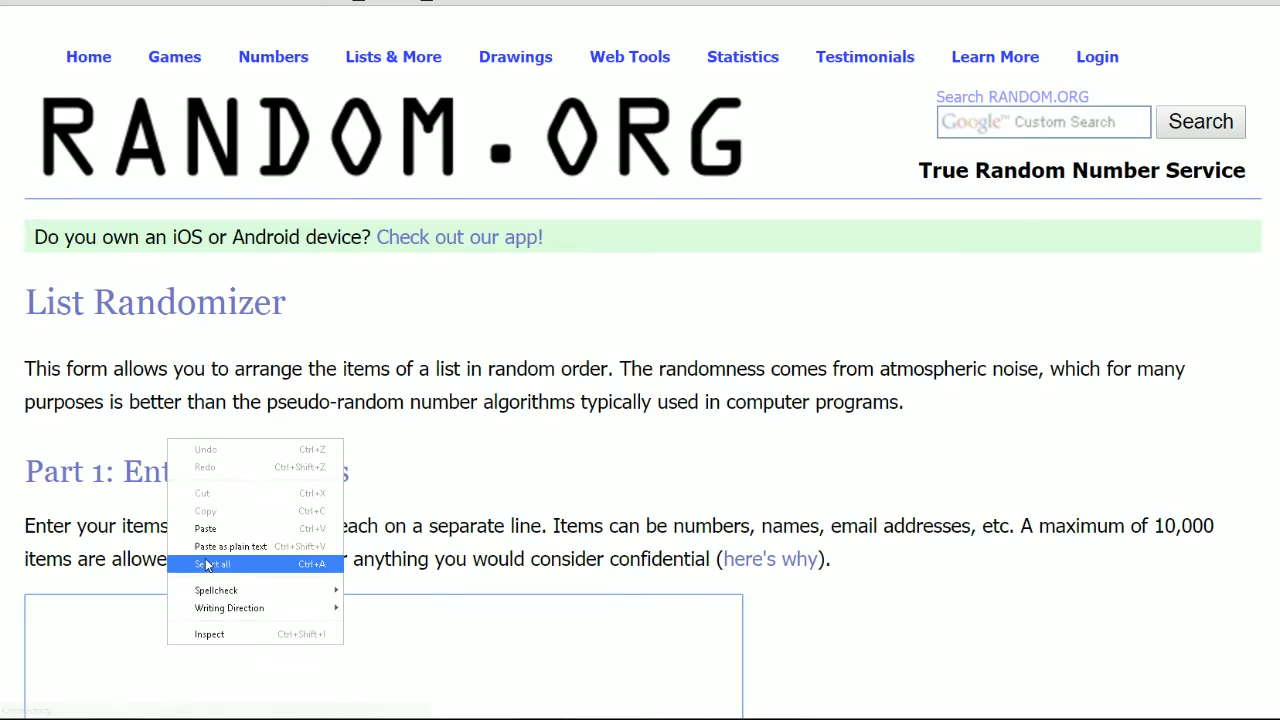 Home Games Numbers Lists & More Drawings Web Tools Statistics Testimonials Learn More Login
RANDOM.ORG
Search RANDOM.ORG
Google™ Custom Search Search
True Random Number Service
Do you own an iOS or Android device? Check out our app!
List Randomizer
This form allows you to arrange the items of a list in random order. The randomness comes from atmospheric noise, which for many
purposes is better than the pseudo-random number algorithms typically used in computer programs.
Part 1:
Enter your items each on a separate line. Items can be numbers, names, email addresses, etc. A maximum of 10,000
items are anything you would consider confidential (here's why).
Undo Ctrl+Z
Redo Ctrl+Shift+Z
Cut Ctrl+X
Copy Ctrl+C
Paste Ctrl+V
Paste as plain text Ctrl+Shift+V
Select all Ctrl+A
Spellcheck
Writing Direction
Inspect Ctrl+Shift+I